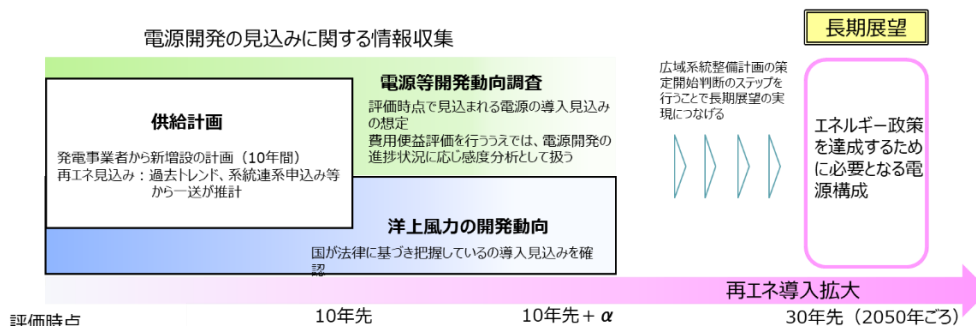 電源開発の見込みに関する情報収集
長期展望
電源等開発動向調査
評価時点で見込まれる電源の導入見込み
の想定
費用便益評価を行ううえでは、電源開発の
進捗状況に応じ感度分析として扱う
供給計画
発電事業者から新増設の計画（10年間）
再エネ見込み：過去トレンド、系統連系申込み等
から一送が推計
洋上風力の開発動向
国が法律に基づき把握しているの導入見込みを確
認
広域系統整備計画の策
定開始判断のステップを
行うことで長期展望の実
現につなげる
エネルギー政策
を達成するため
に必要となる電
源構成
再エネ導入拡大
評価時点
10年先
10年先＋α
30年先（2050年ごろ）